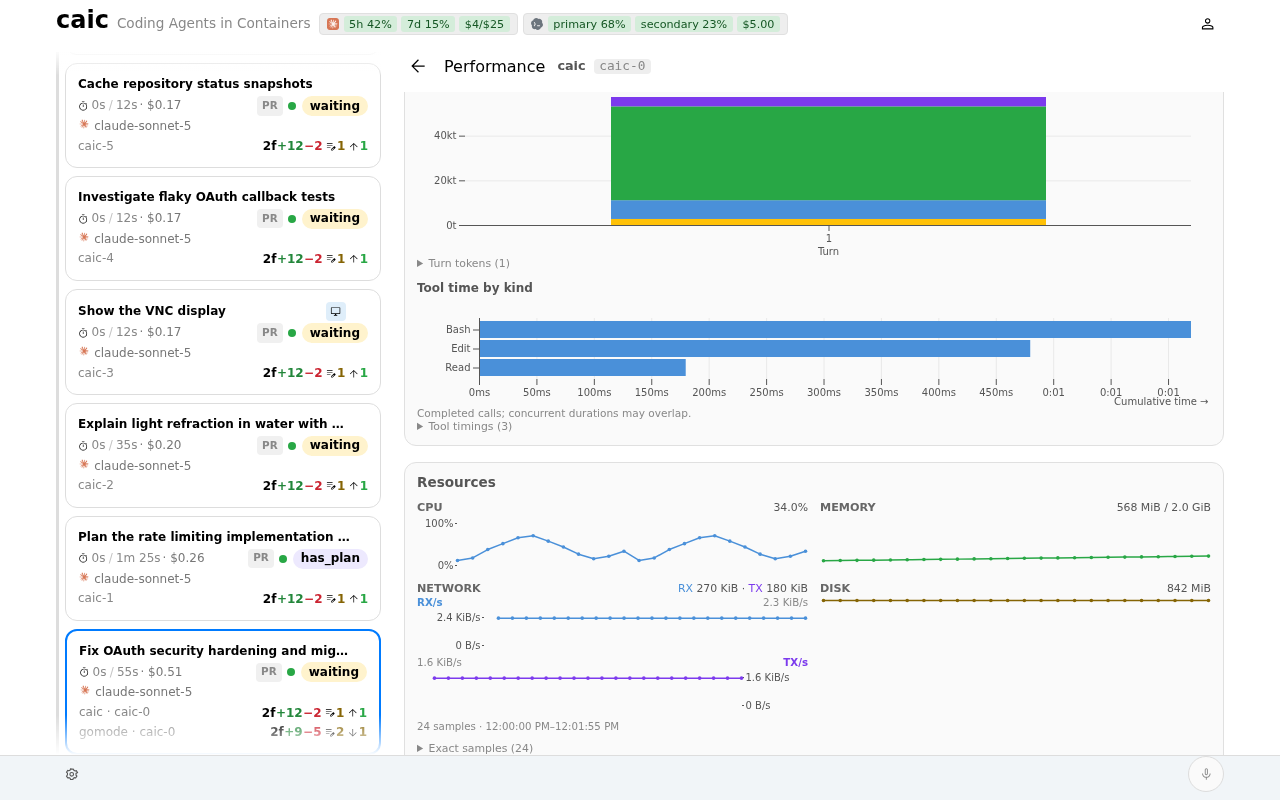 caic Coding Agents in Containers 5h 42% 7d 15% $4/$25 primary 68% secondary 23% $5.00
Cache repository status snapshots
0s / 12s · $0.17 PR waiting
claude-sonnet-5
caic-5 2f+12−2 1 ↑1
Investigate flaky OAuth callback tests
0s / 12s · $0.17 PR waiting
claude-sonnet-5
caic-4 2f+12−2 1 ↑1
Show the VNC display
0s / 12s · $0.17 PR waiting
claude-sonnet-5
caic-3 2f+12−2 1 ↑1
Explain light refraction in water with …
0s / 35s · $0.20 PR waiting
claude-sonnet-5
caic-2 2f+12−2 1 ↑1
Plan the rate limiting implementation …
0s / 1m 25s · $0.26 PR has_plan
claude-sonnet-5
caic-1 2f+12−2 1 ↑1
Fix OAuth security hardening and mig…
0s / 55s · $0.51 PR waiting
claude-sonnet-5
caic · caic-0 2f+12−2 1 ↑1
gomode · caic-0 2f+9−5 2 ↓1
← Performance caic caic-0
40kt
20kt
0t
1
Turn
▶ Turn tokens (1)
Tool time by kind
Bash
Edit
Read
0ms 50ms 100ms 150ms 200ms 250ms 300ms 350ms 400ms 450ms 0:01 0:01 0:01
Cumulative time →
Completed calls; concurrent durations may overlap.
▶ Tool timings (3)
Resources
CPU 34.0%
100%
0%
MEMORY 568 MiB / 2.0 GiB
NETWORK RX 270 KiB · TX 180 KiB
RX/s 2.3 KiB/s
2.4 KiB/s
0 B/s
1.6 KiB/s TX/s
1.6 KiB/s
0 B/s
DISK 842 MiB
24 samples · 12:00:00 PM–12:01:55 PM
▶ Exact samples (24)